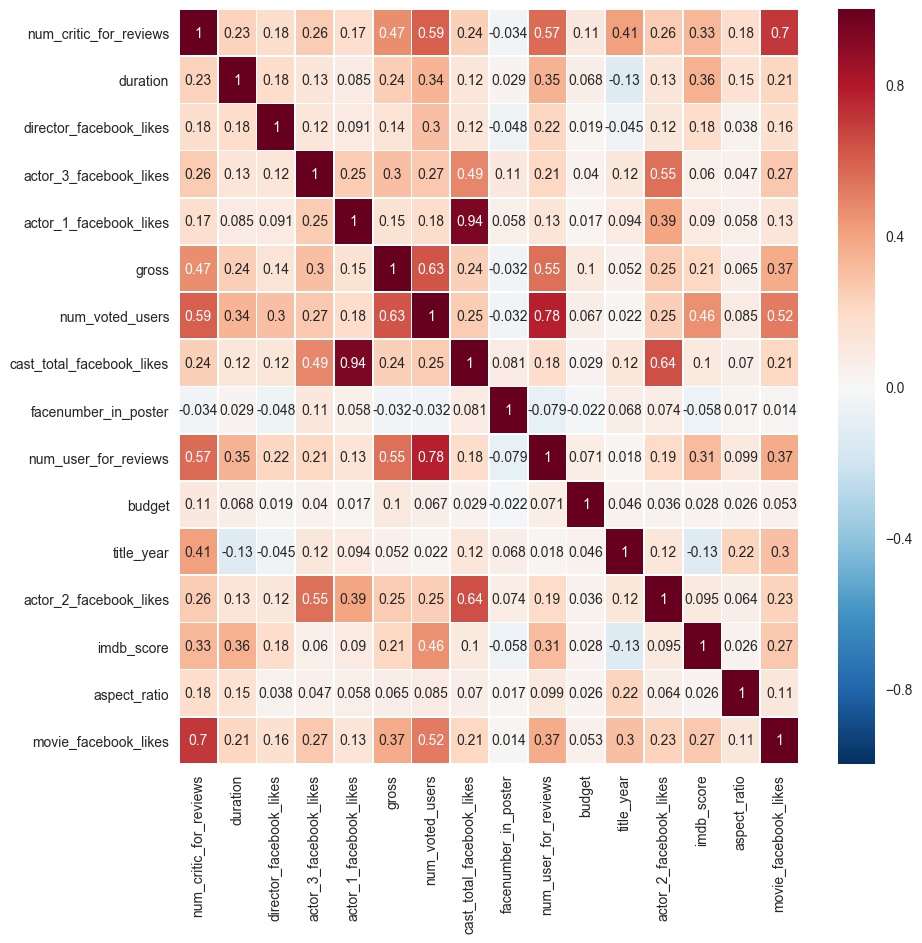 num_critic_for_reviews 1 0.23 0.18 0.26 0.17 0.47 0.59 0.24 -0.034 0.57 0.11 0.41 0.26 0.33 0.18 0.7
duration 0.23 1 0.18 0.13 0.085 0.24 0.34 0.12 0.029 0.35 0.068 -0.13 0.13 0.36 0.15 0.21
director_facebook_likes 0.18 0.18 1 0.12 0.091 0.14 0.3 0.12 -0.048 0.22 0.019 -0.045 0.12 0.18 0.038 0.16
actor_3_facebook_likes 0.26 0.13 0.12 1 0.25 0.3 0.27 0.49 0.11 0.21 0.04 0.12 0.55 0.06 0.047 0.27
actor_1_facebook_likes 0.17 0.085 0.091 0.25 1 0.15 0.18 0.94 0.058 0.13 0.017 0.094 0.39 0.09 0.058 0.13
gross 0.47 0.24 0.14 0.3 0.15 1 0.63 0.24 -0.032 0.55 0.1 0.052 0.25 0.21 0.065 0.37
num_voted_users 0.59 0.34 0.3 0.27 0.18 0.63 1 0.25 -0.032 0.78 0.067 0.022 0.25 0.46 0.085 0.52
cast_total_facebook_likes 0.24 0.12 0.12 0.49 0.94 0.24 0.25 1 0.081 0.18 0.029 0.12 0.64 0.1 0.07 0.21
facenumber_in_poster -0.034 0.029 -0.048 0.11 0.058 -0.032 -0.032 0.081 1 -0.079 -0.022 0.068 0.074 -0.058 0.017 0.014
num_user_for_reviews 0.57 0.35 0.22 0.21 0.13 0.55 0.78 0.18 -0.079 1 0.071 0.018 0.19 0.31 0.099 0.37
budget 0.11 0.068 0.019 0.04 0.017 0.1 0.067 0.029 -0.022 0.071 1 0.046 0.036 0.028 0.026 0.053
title_year 0.41 -0.13 -0.045 0.12 0.094 0.052 0.022 0.12 0.068 0.018 0.046 1 0.12 -0.13 0.22 0.3
actor_2_facebook_likes 0.26 0.13 0.12 0.55 0.39 0.25 0.25 0.64 0.074 0.19 0.036 0.12 1 0.095 0.064 0.23
imdb_score 0.33 0.36 0.18 0.06 0.09 0.21 0.46 0.1 -0.058 0.31 0.028 -0.13 0.095 1 0.026 0.27
aspect_ratio 0.18 0.15 0.038 0.047 0.058 0.065 0.085 0.07 0.017 0.099 0.026 0.22 0.064 0.026 1 0.11
movie_facebook_likes 0.7 0.21 0.16 0.27 0.13 0.37 0.52 0.21 0.014 0.37 0.053 0.3 0.23 0.27 0.11 1
num_critic_for_reviews
duration
director_facebook_likes
actor_3_facebook_likes
actor_1_facebook_likes
gross
num_voted_users
cast_total_facebook_likes
facenumber_in_poster
num_user_for_reviews
budget
title_year
actor_2_facebook_likes
imdb_score
aspect_ratio
movie_facebook_likes
0.8
0.4
0.0
−0.4
−0.8